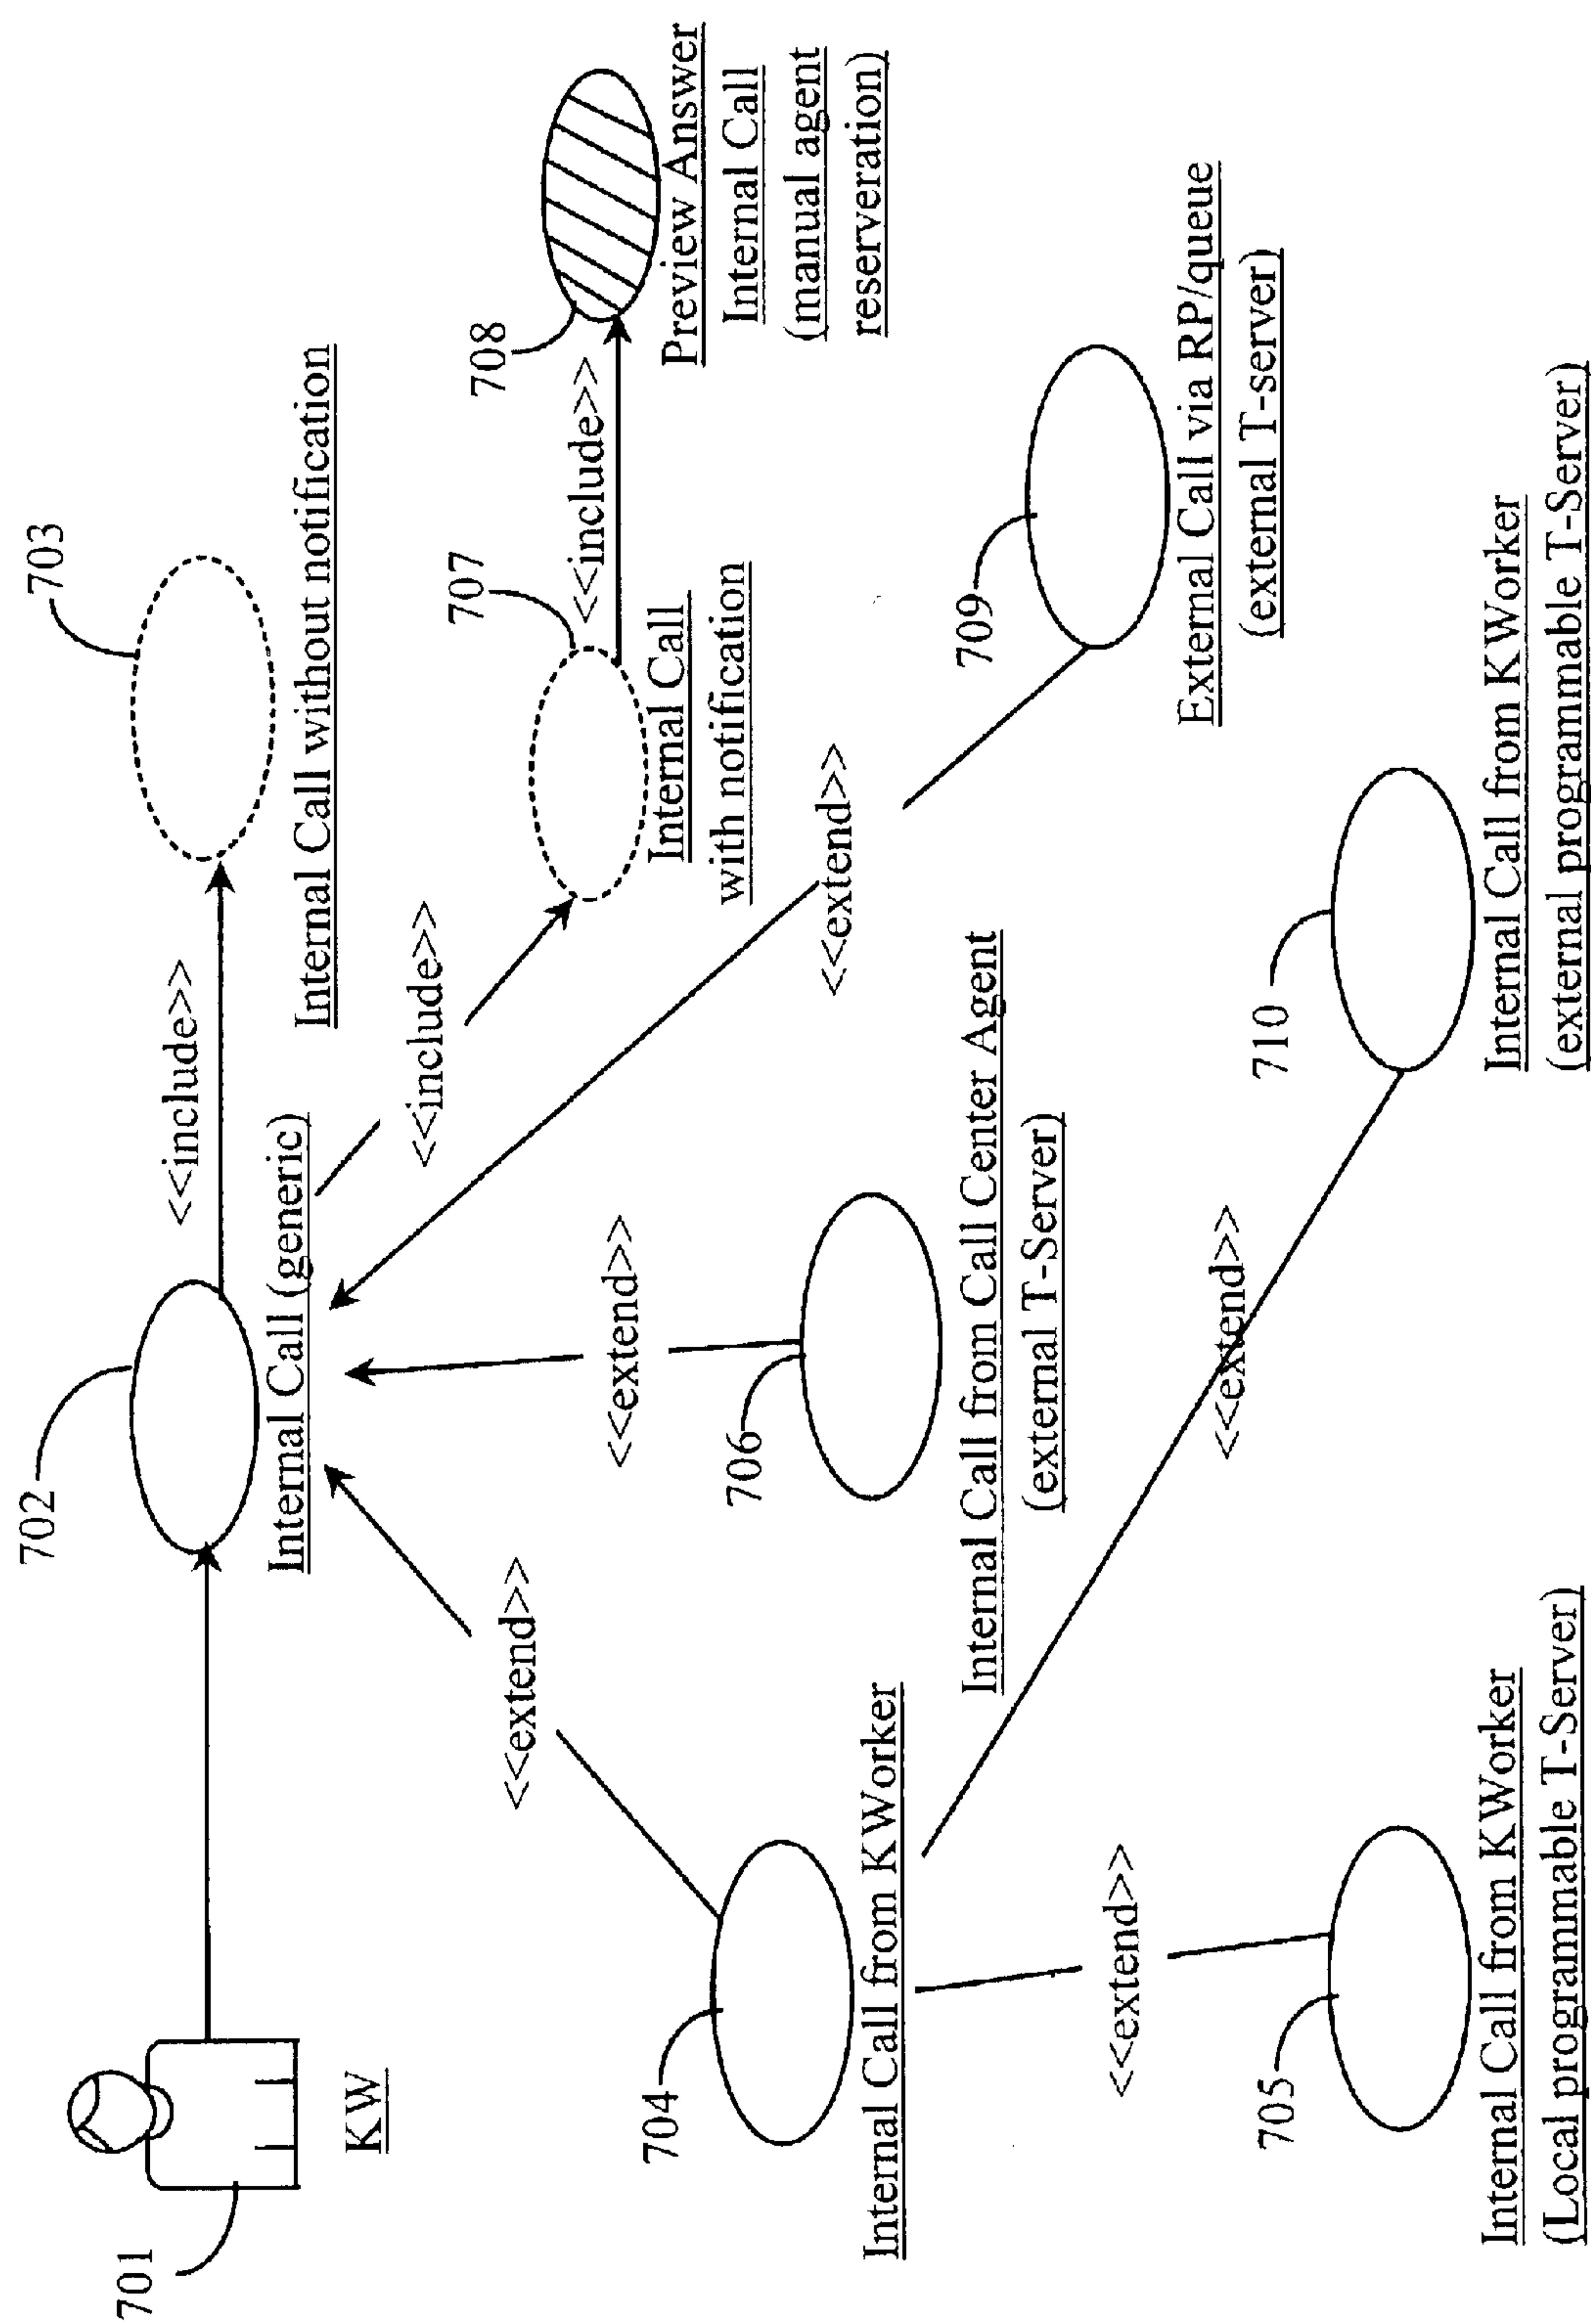 701
KW
702
Internal Call (generic)
<<include>>
703
Internal Call without notification
<<include>>
707
Internal Call
with notification
<<include>>
708
Preview Answer
Internal Call
(manual agent
reserveration)
704
Internal Call from KWorker
<<extend>>
<<extend>>
706
Internal Call from Call Center Agent
(external T-Server)
<<extend>>
709
External Call via RP/queue
(external T-server)
<<extend>>
705
Internal Call from KWorker
(Local programmable T-Server)
<<extend>>
710
Internal Call from KWorker
(external programmable T-Server)